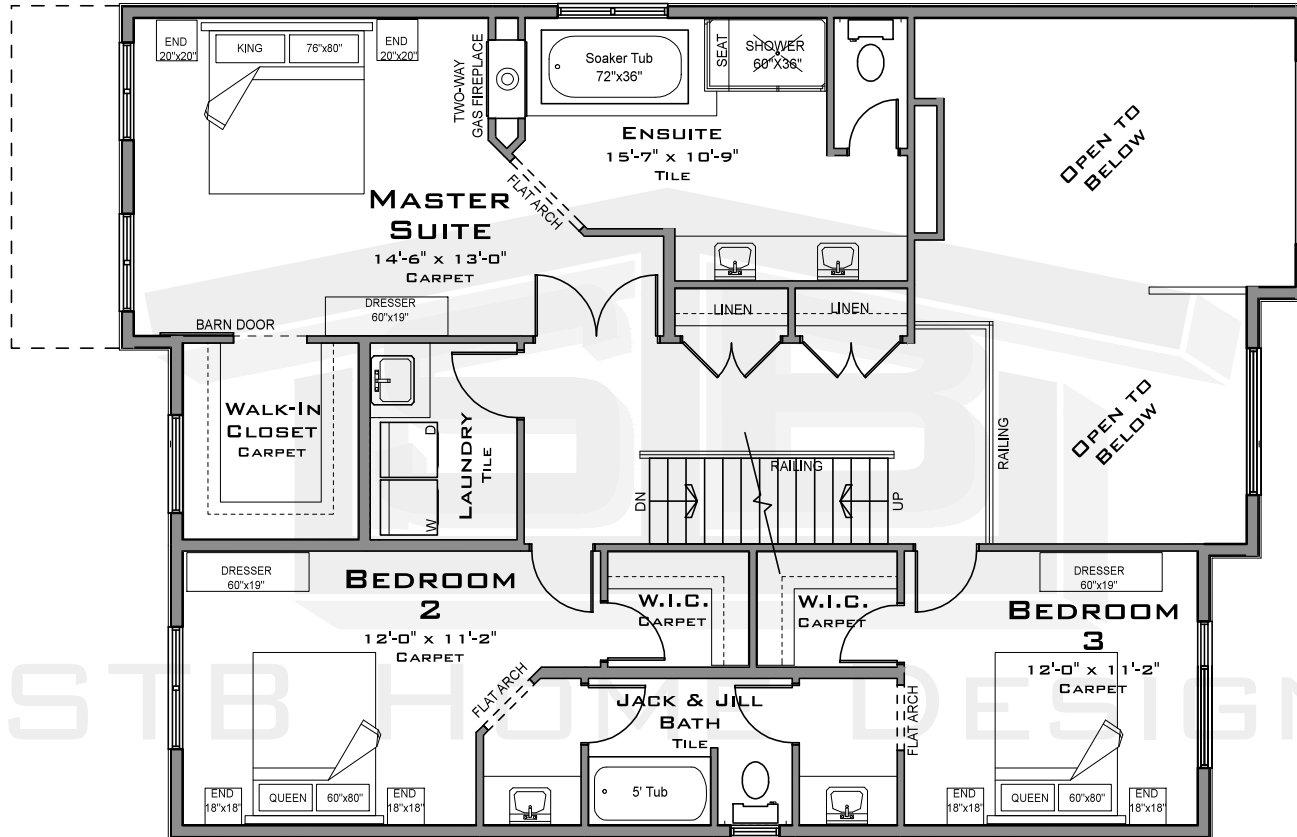 END
20"x20"
KING
76"x80"
END
20"x20"
TWO-WAY
GAS FIREPLACE
Soaker Tub
72"x36"
SEAT
SHOWER
60"X36"
ENSUITE
15'-7" x 10'-9"
TILE
OPEN TO
BELOW
MASTER
SUITE
14'-6" x 13'-0"
CARPET
FLAT ARCH
DRESSER
60"x19"
BARN DOOR
LINEN
LINEN
WALK-IN
CLOSET
CARPET
D
W
LAUNDRY
TILE
OPEN TO
BELOW
RAILING
RAILING
DN
UP
DRESSER
60"x19"
BEDROOM
2
12'-0" x 11'-2"
CARPET
W.I.C.
CARPET
W.I.C.
CARPET
DRESSER
60"x19"
BEDROOM
3
12'-0" x 11'-2"
CARPET
FLAT ARCH
JACK & JILL
BATH
TILE
FLAT ARCH
5' Tub
END
18"x18"
QUEEN
60"x80"
END
18"x18"
END
18"x18"
QUEEN
60"x80"
END
18"x18"
STB
STB HOME DESIGN